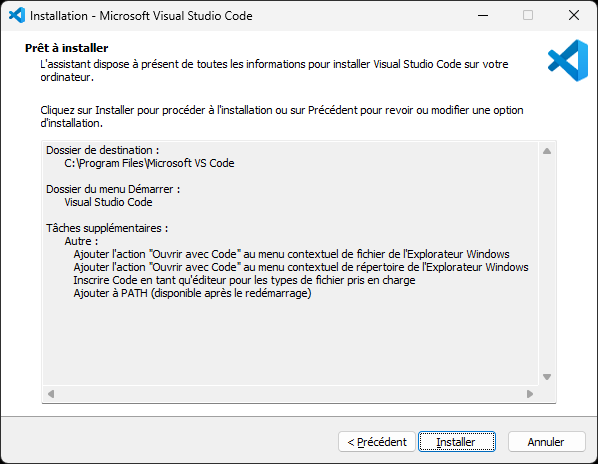 Installation - Microsoft Visual Studio Code
Prêt à installer
L'assistant dispose à présent de toutes les informations pour installer Visual Studio Code sur votre
ordinateur.
Cliquez sur Installer pour procéder à l'installation ou sur Précédent pour revoir ou modifier une option
d'installation.
Dossier de destination :
C:\Program Files\Microsoft VS Code
Dossier du menu Démarrer :
Visual Studio Code
Tâches supplémentaires :
Autre :
Ajouter l'action "Ouvrir avec Code" au menu contextuel de fichier de l'Explorateur Windows
Ajouter l'action "Ouvrir avec Code" au menu contextuel de répertoire de l'Explorateur Windows
Inscrire Code en tant qu'éditeur pour les types de fichier pris en charge
Ajouter à PATH (disponible après le redémarrage)
< Précédent
Installer
Annuler